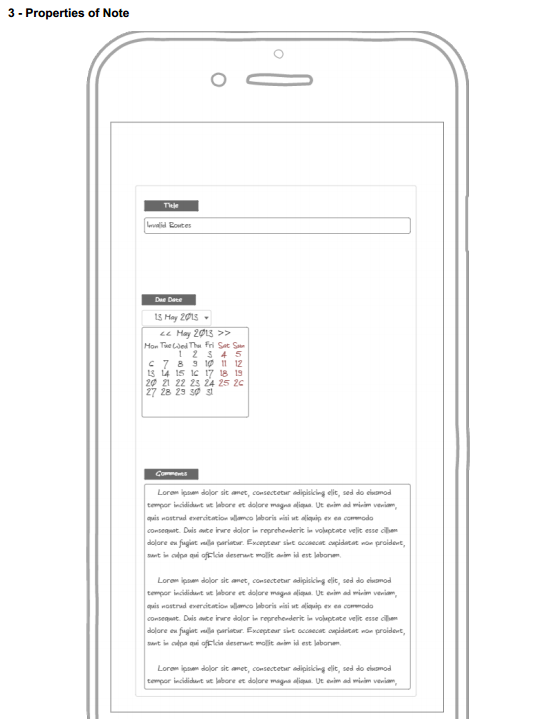 3 - Properties of Note
Title
Invalid Routes
Due Date
13 May 2013
<< May 2013 >>
Mon Tue Wed Thu Fri Sat Sun
1 2 3 4 5
6 7 8 9 10 11 12
13 14 15 16 17 18 19
20 21 22 23 24 25 26
27 28 29 30 31
Comments
Lorem ipsum dolor sit amet, consectetur adipisicing elit, sed do eiusmod
tempor incididunt ut labore et dolore magna aliqua. Ut enim ad minim veniam,
quis nostrud exercitation ullamco laboris nisi ut aliquip ex ea commodo
consequat. Duis aute irure dolor in reprehenderit in voluptate velit esse cillum
dolore eu fugiat nulla pariatur. Excepteur sint occaecat cupidatat non proident,
sunt in culpa qui officia deserunt mollit anim id est laborum.
Lorem ipsum dolor sit amet, consectetur adipisicing elit, sed do eiusmod
tempor incididunt ut labore et dolore magna aliqua. Ut enim ad minim veniam,
quis nostrud exercitation ullamco laboris nisi ut aliquip ex ea commodo
consequat. Duis aute irure dolor in reprehenderit in voluptate velit esse cillum
dolore eu fugiat nulla pariatur. Excepteur sint occaecat cupidatat non proident,
sunt in culpa qui officia deserunt mollit anim id est laborum.
Lorem ipsum dolor sit amet, consectetur adipisicing elit, sed do eiusmod
tempor incididunt ut labore et dolore magna aliqua. Ut enim ad minim veniam,